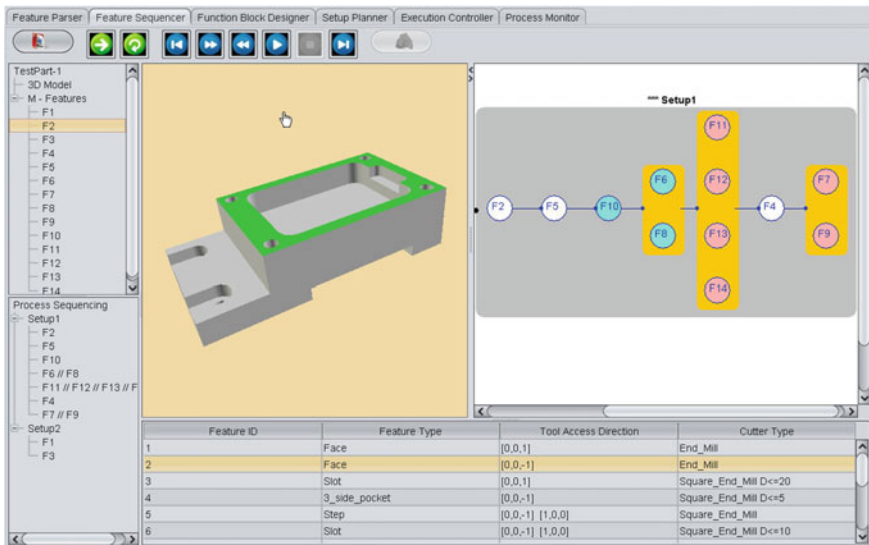 Feature Parser Feature Sequencer Function Block Designer Setup Planner Execution Controller Process Monitor
TestPart-1
3D Model
M - Features
F1
F2
F3
F4
F5
F6
F7
F8
F9
F10
F11
F12
F13
F14
Process Sequencing
Setup1
F2
F5
F10
F6 // F8
F11 // F12 // F13 // F
F4
F7 // F9
Setup2
F1
F3
Setup1
F2
F5
F10
F6
F8
F11
F12
F13
F14
F4
F7
F9
Feature ID Feature Type Tool Access Direction Cutter Type
1 Face [0,0,1] End_Mill
2 Face [0,0,-1] End_Mill
3 Slot [0,0,1] Square_End_Mill D<=20
4 3_side_pocket [0,0,-1] Square_End_Mill D<=5
5 Step [0,0,-1] [1,0,0] Square_End_Mill
6 Slot [0,0,-1] [1,0,0] Square_End_Mill D<=10